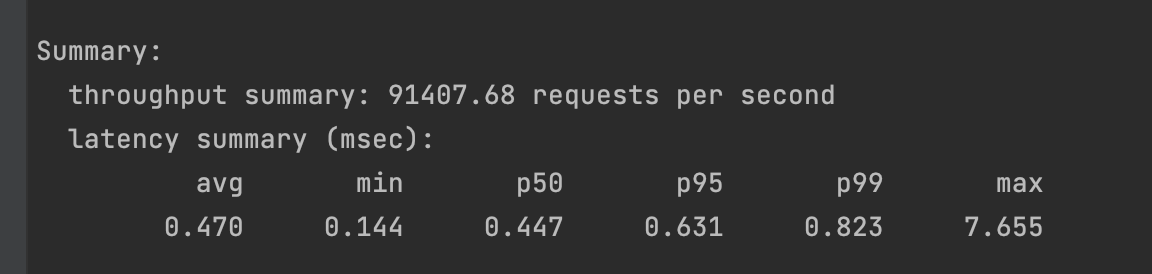 Summary:
throughput summary: 91407.68 requests per second
latency summary (msec):
avg min p50 p95 p99 max
0.470 0.144 0.447 0.631 0.823 7.655